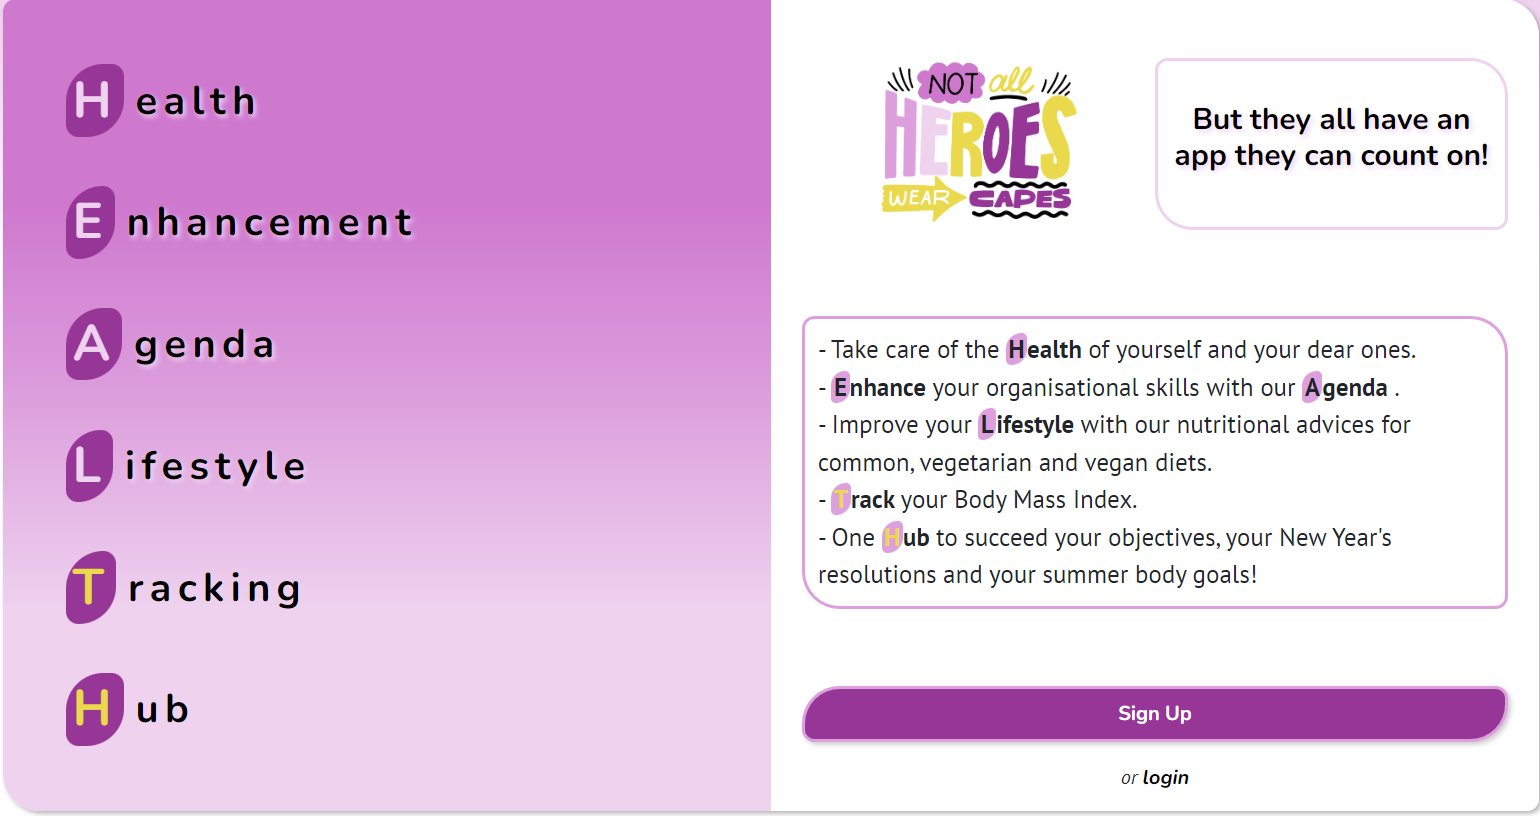 Health
Enhancement
Agenda
Lifestyle
Tracking
Hub
NOT all
HEROES
WEAR CAPES
But they all have an
app they can count on!
- Take care of the Health of yourself and your dear ones.
- Enhance your organisational skills with our Agenda .
- Improve your Lifestyle with our nutritional advices for
common, vegetarian and vegan diets.
- Track your Body Mass Index.
- One Hub to succeed your objectives, your New Year's
resolutions and your summer body goals!
Sign Up
or login